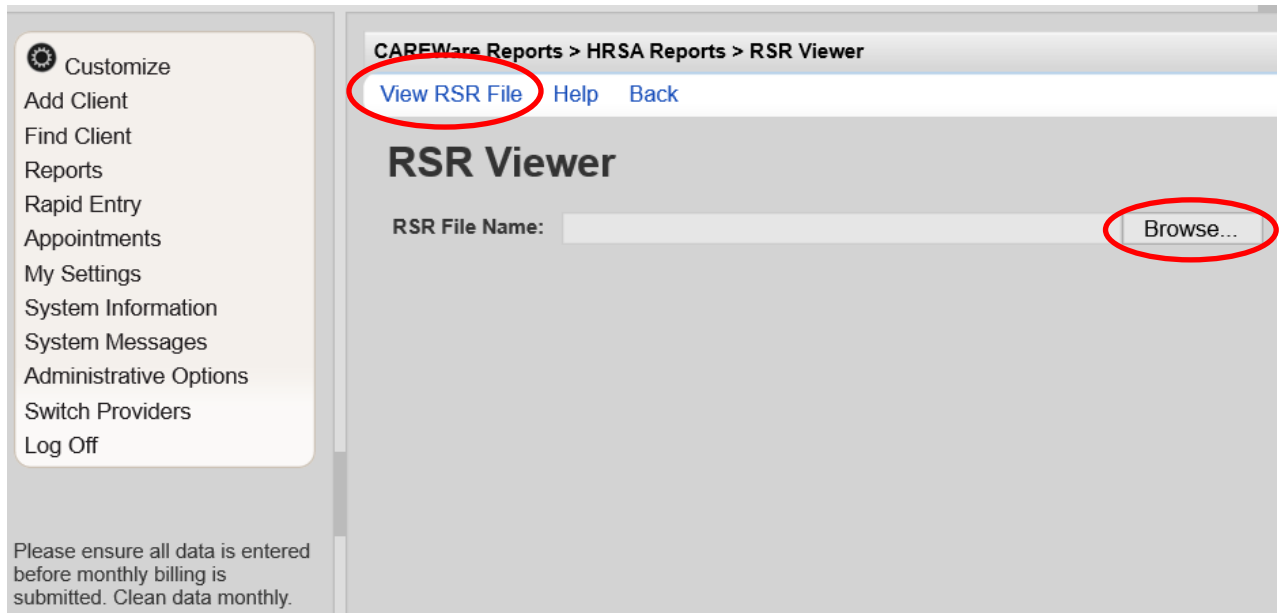 Customize
Add Client
Find Client
Reports
Rapid Entry
Appointments
My Settings
System Information
System Messages
Administrative Options
Switch Providers
Log Off
Please ensure all data is entered
before monthly billing is
submitted. Clean data monthly.
CAREWare Reports > HRSA Reports > RSR Viewer
View RSR File Help Back
RSR Viewer
RSR File Name: Browse...